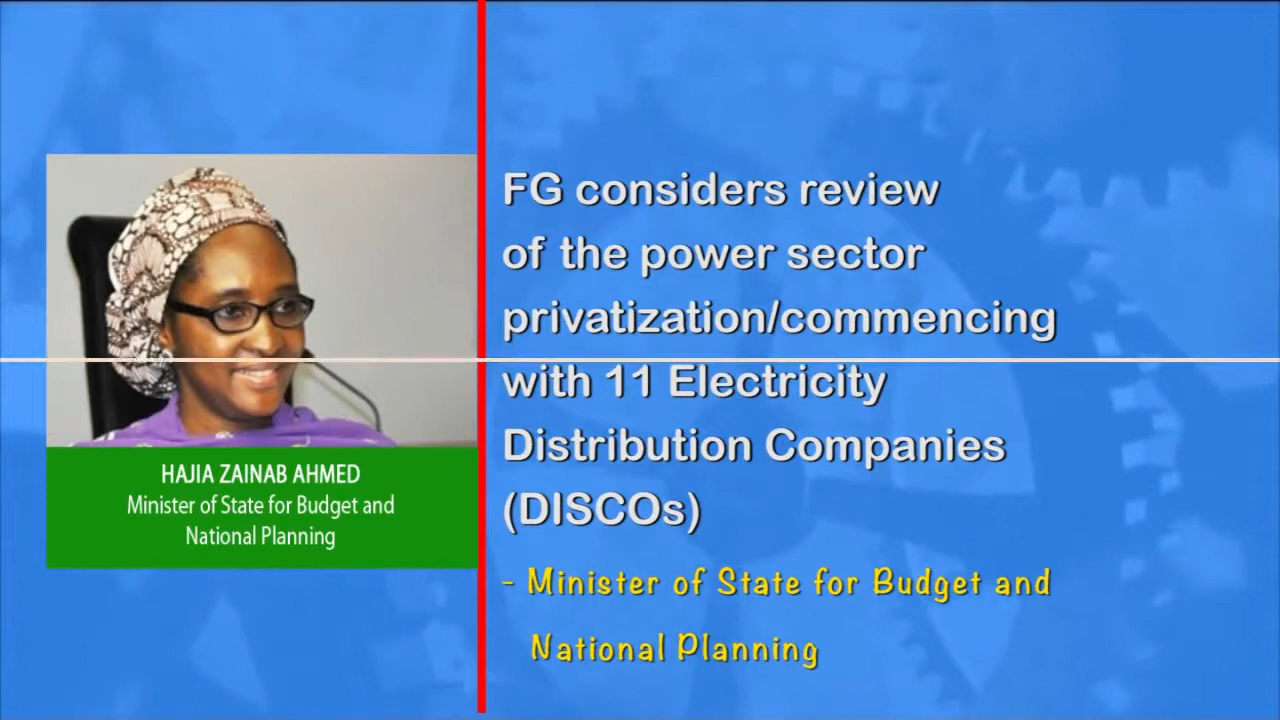 HAJIA ZAINAB AHMED
Minister of State for Budget and
National Planning
FG considers review
of the power sector
privatization/commencing
with 11 Electricity
Distribution Companies
(DISCOs)
- Minister of State for Budget and
National Planning